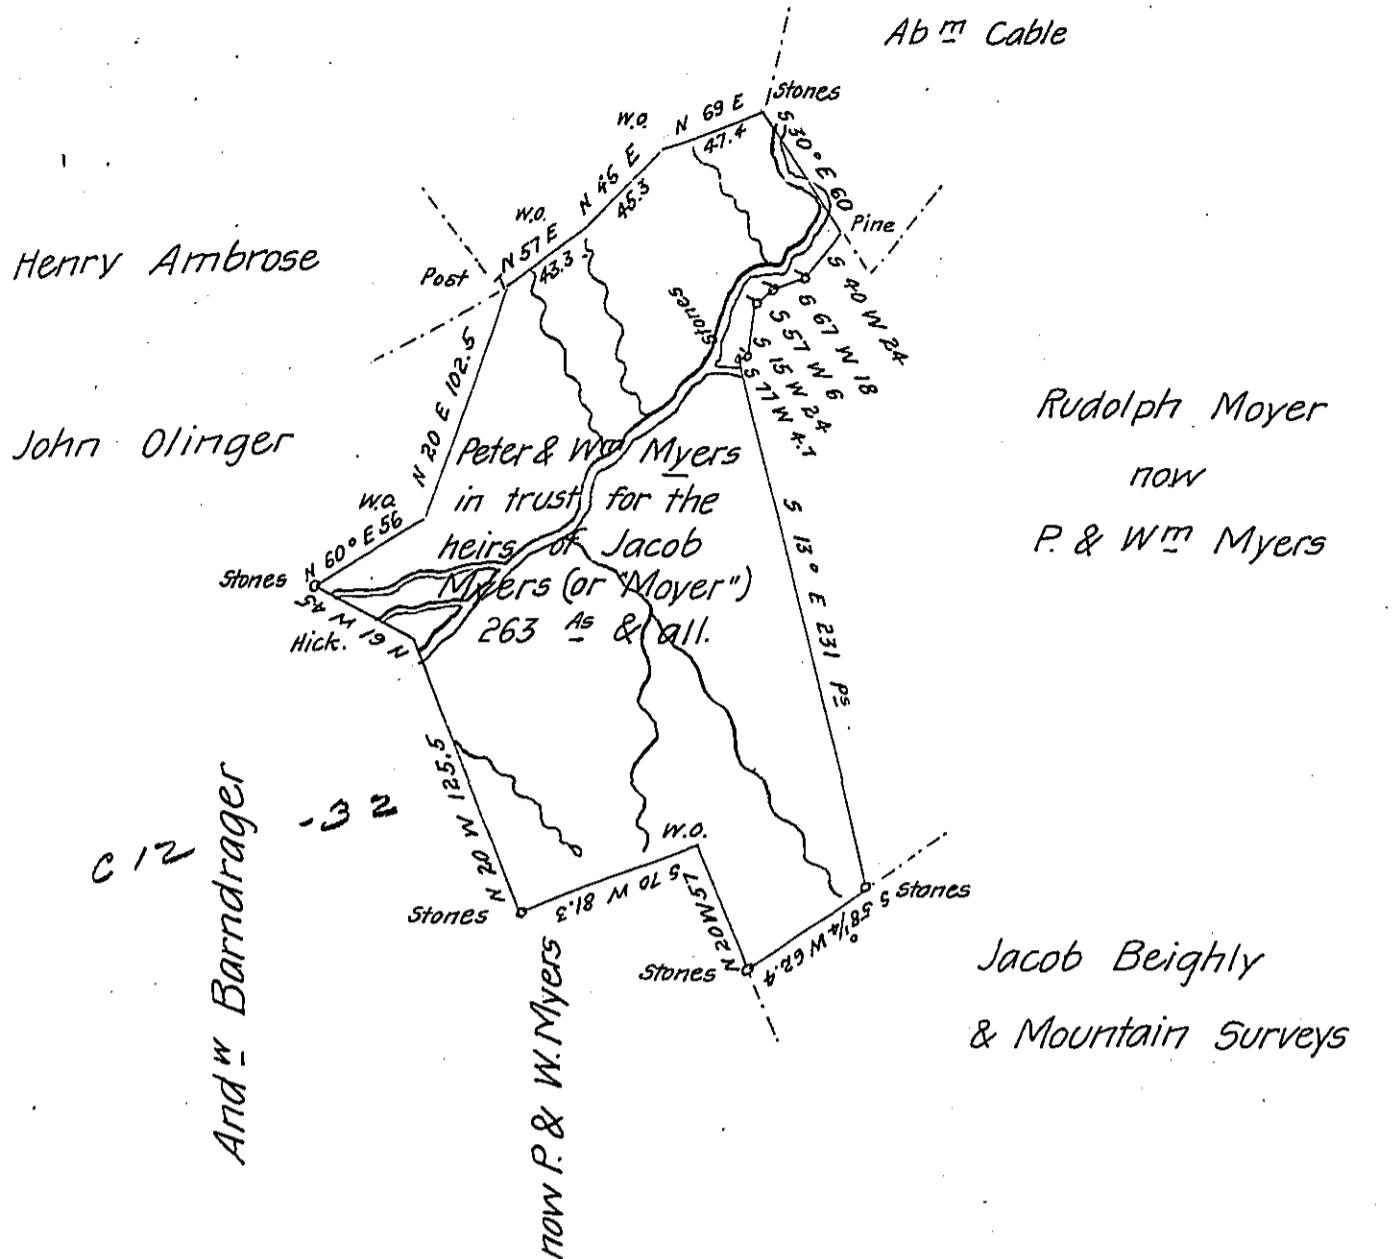 Abm Cable
Stones
N 69 E
47.4
W.O.
S 30° E 60
N 45 E
45.3
Pine
W.O.
N 57 E
43.3
Henry Ambrose
Post
S 40 W 24
S 67 W 18
S 57 W 6
S 15 W 24
S 77 W 4.7
Stones
N 20 E 102.5
Rudolph Moyer
now
P. & Wm Myers
John Olinger
Peter & Wm Myers
in trust for the
heirs of Jacob
Myers (or "Moyer")
263 As & all.
W.O.
N 60° E 56
Stones
N 61 W 45
Hick.
S 13° E 231 Ps
N 20 W 125.5
C 12 -32
Andw Barndrager
W.O.
S 70 W 81.3
Stones
N 20 W 57
Stones
S 58 1/4° W 62.4
Stones
now P. & W. Myers
Jacob Beighly
& Mountain Surveys